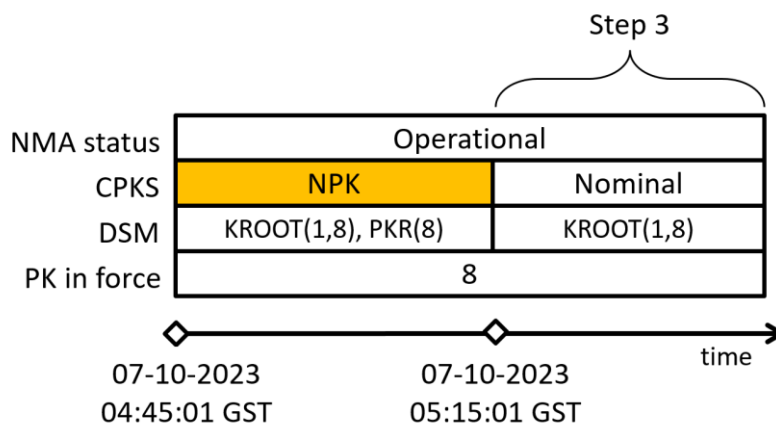 Step 3
NMA status Operational
CPKS NPK Nominal
DSM KROOT(1,8), PKR(8) KROOT(1,8)
PK in force 8
time
07-10-2023 07-10-2023
04:45:01 GST 05:15:01 GST